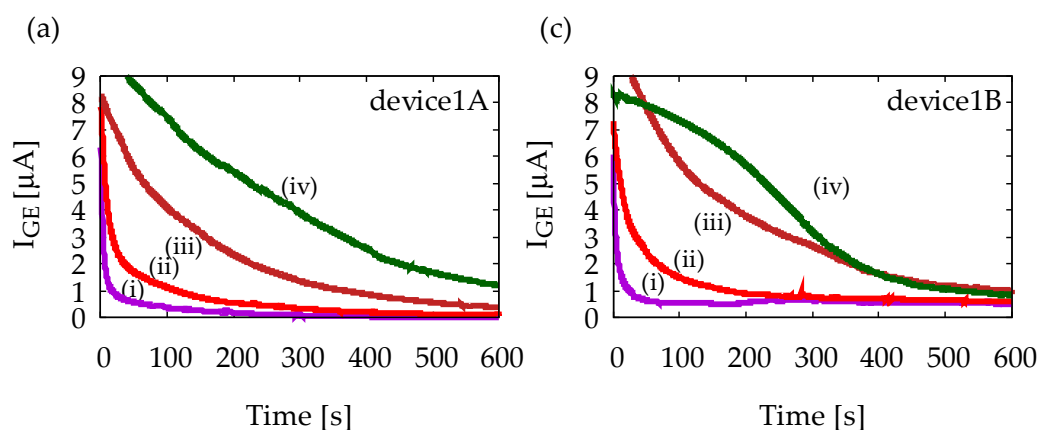 (a)
9
8
7
6
5
4
3
2
1
0
I_GE [µA]
device1A
(iv)
(iii)
(ii)
(i)
0 100 200 300 400 500 600
Time [s]
(c)
9
8
7
6
5
4
3
2
1
0
I_GE [µA]
device1B
(iv)
(iii)
(ii)
(i)
0 100 200 300 400 500 600
Time [s]